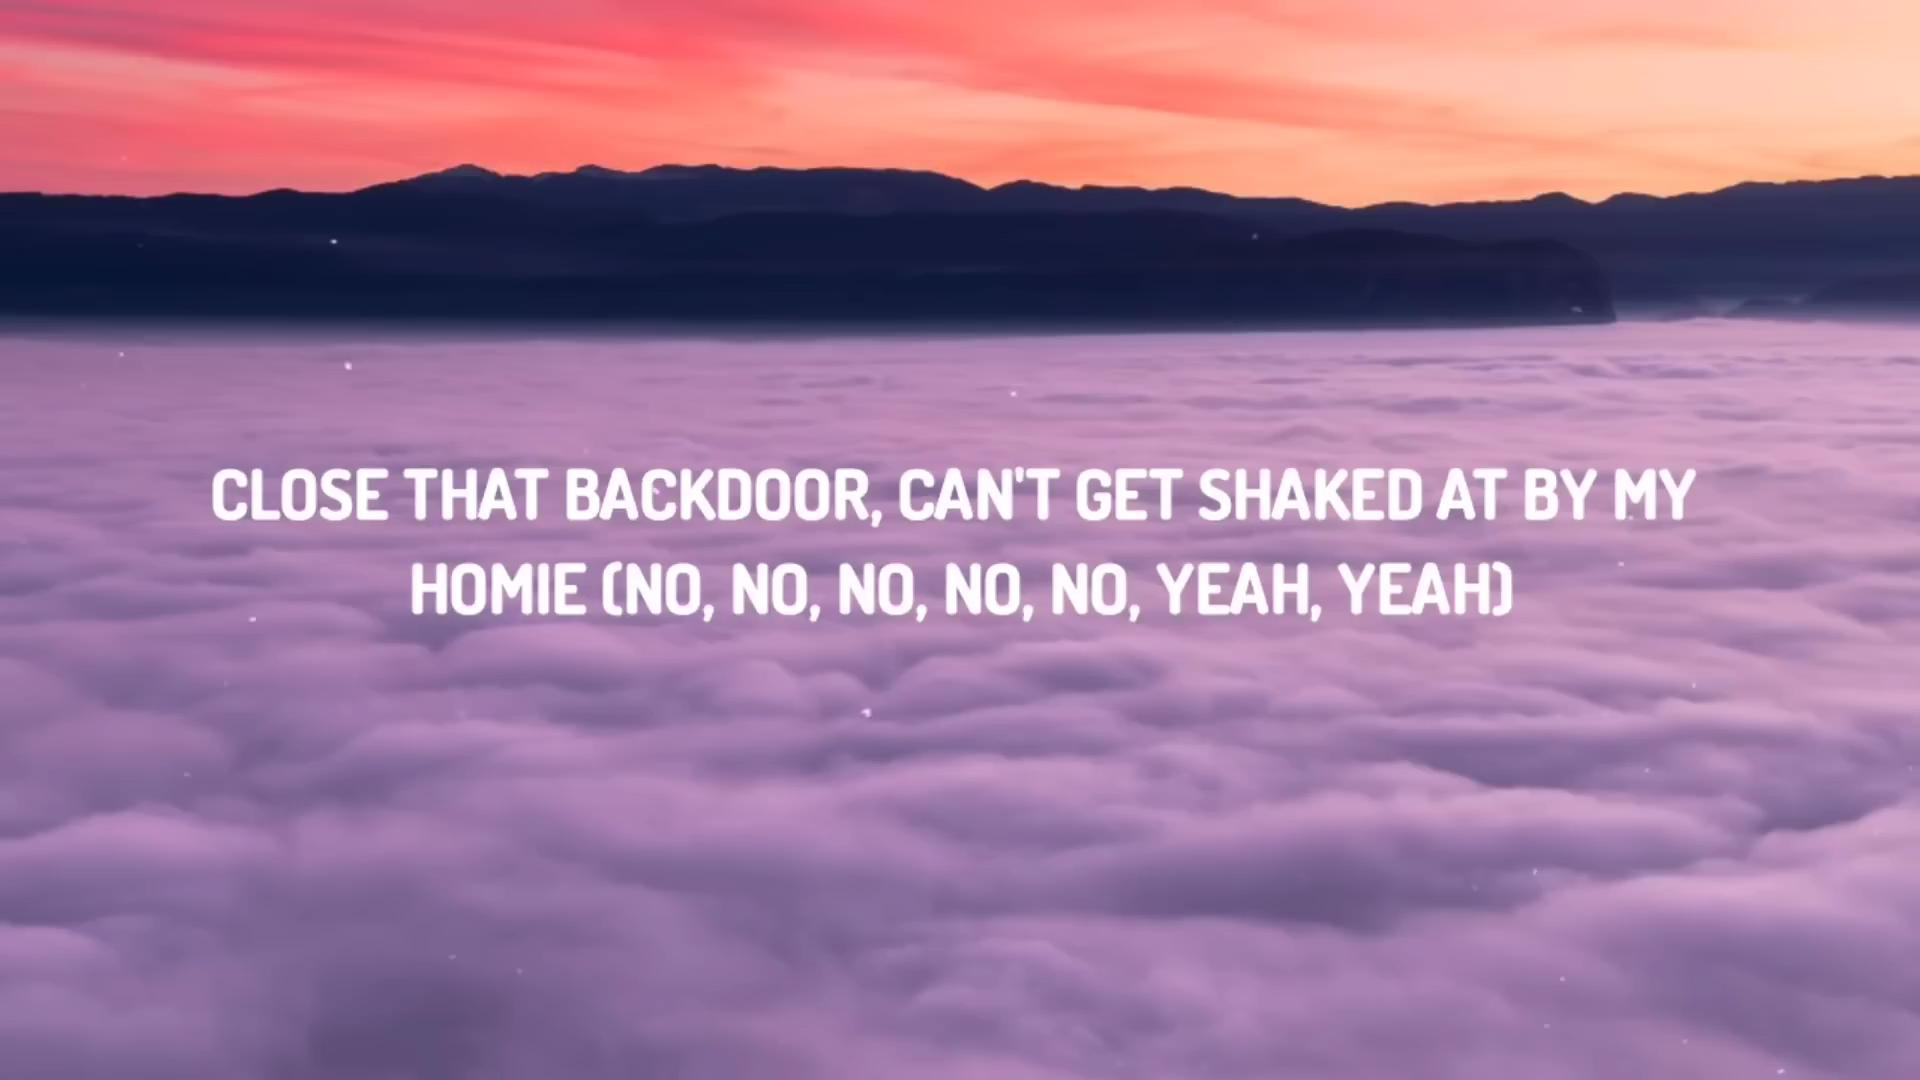 CLOSE THAT BACKDOOR, CAN'T GET SHAKED AT BY MY
HOMIE (NO, NO, NO, NO, NO, YEAH, YEAH)